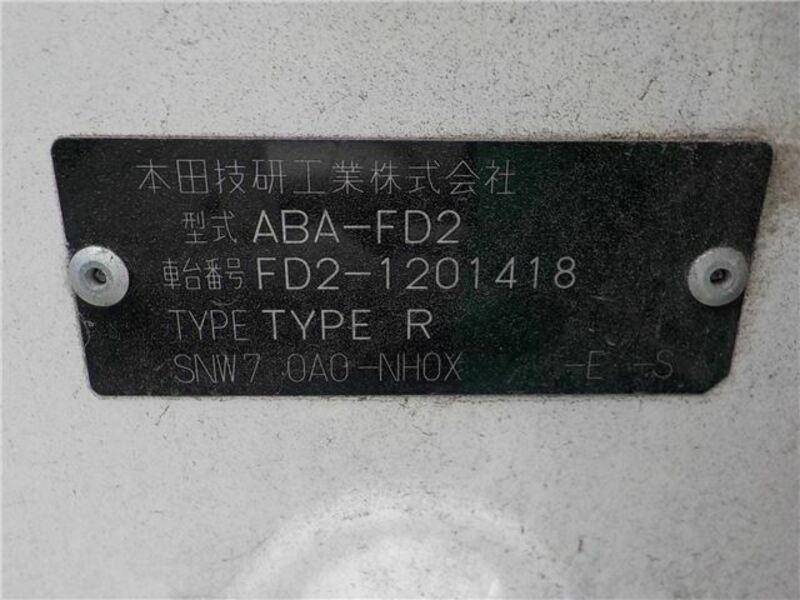 本田技研工業株式会社
型式 ABA-FD2
車台番号 FD2-1201418
TYPE TYPE R
SNW7 0A0-NH0X -E -S